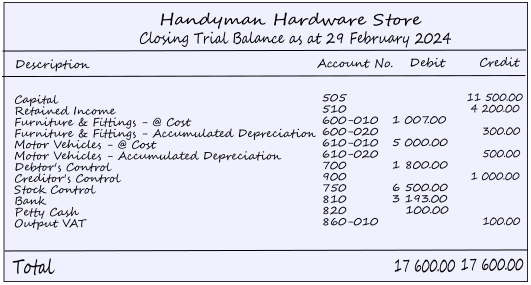 Handyman Hardware Store
Closing Trial Balance as at 29 February 2024
Description Account No. Debit Credit
Capital 505 11 500.00
Retained Income 510 4 200.00
Furniture & Fittings - @ Cost 600-010 1 007.00
Furniture & Fittings - Accumulated Depreciation 600-020 300.00
Motor Vehicles - @ Cost 610-010 5 000.00
Motor Vehicles - Accumulated Depreciation 610-020 500.00
Debtor's Control 700 1 800.00
Creditor's Control 900 1 000.00
Stock Control 750 6 500.00
Bank 810 3 193.00
Petty Cash 820 100.00
Output VAT 860-010 100.00
Total 17 600.00 17 600.00